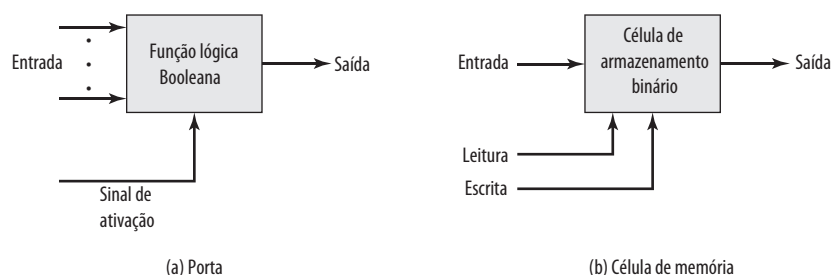 Entrada
Função lógica
Booleana
Saída
Sinal de
ativação
(a) Porta
Entrada
Célula de
armazenamento
binário
Saída
Leitura
Escrita
(b) Célula de memória